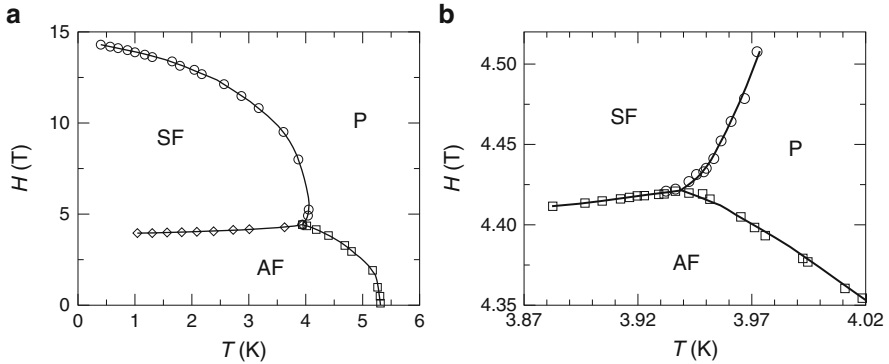 a
15
10
5
0
H (T)
SF
P
AF
0 1 2 3 4 5 6
T (K)
b
4.50
4.45
4.40
4.35
H (T)
SF
P
AF
3.87 3.92 3.97 4.02
T (K)